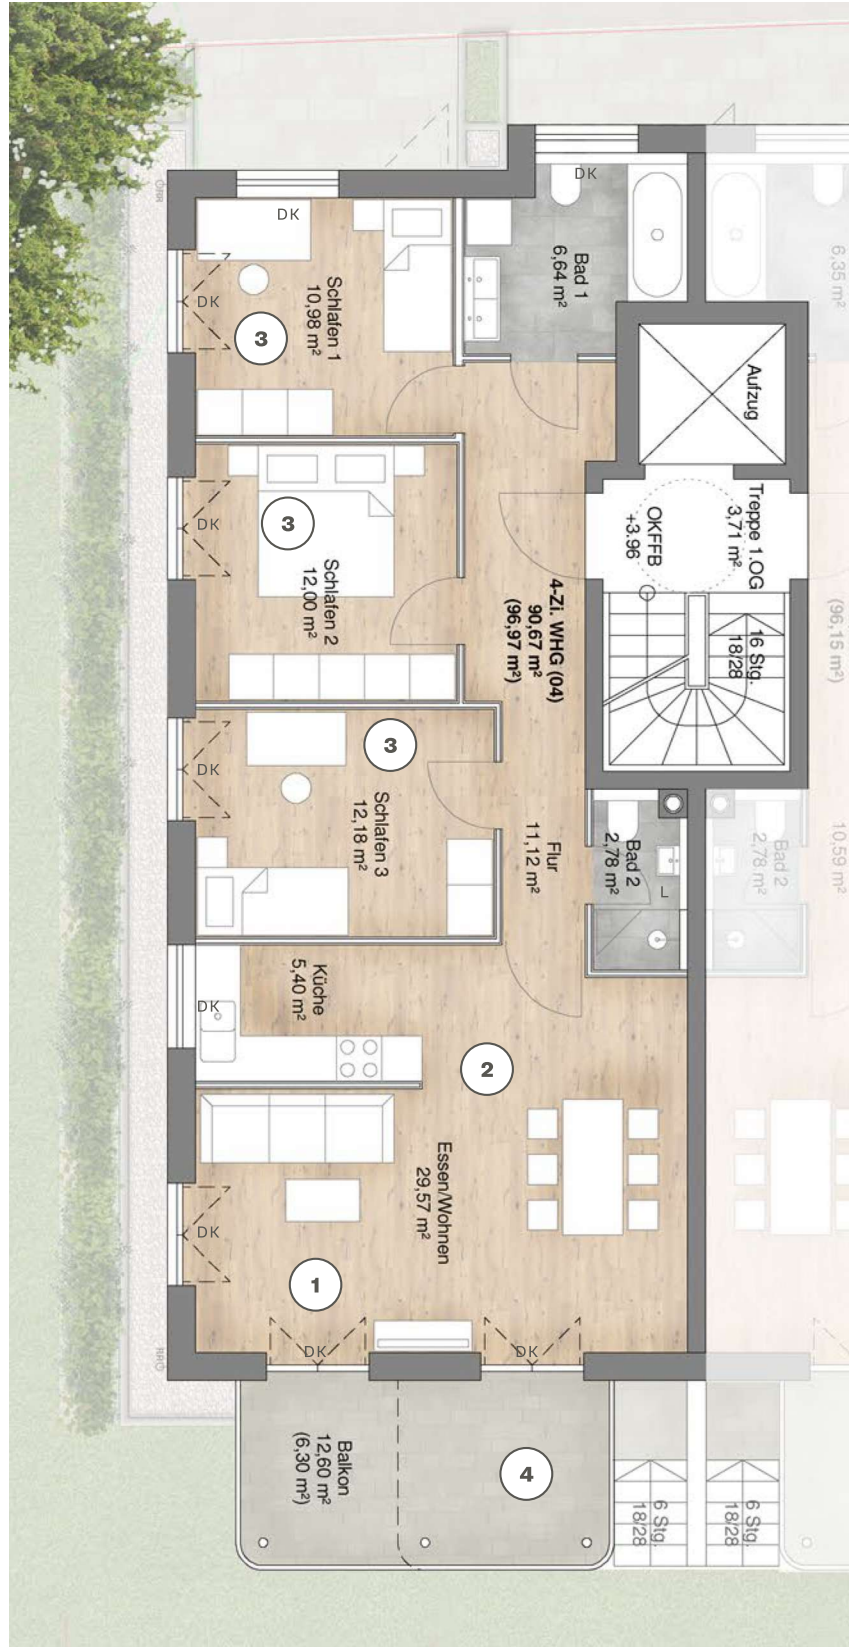 ÖRR
DK
DK
Schlafen 1
10,98 m²
3
DK
Bad 1
6,64 m²
6,35 m²
Aufzug
DK
3
Schlafen 2
12,00 m²
Treppe 1.OG
3,71 m²
OKFFB
+3.96
16 Stg.
18/28
4-Zi. WHG (04)
90,67 m²
(96,97 m²)
(96,15 m²)
DK
3
Schlafen 3
12,18 m²
Flur
11,12 m²
Bad 2
2,78 m²
L
Bad 2
2,78 m²
10,59 m²
DK
Küche
5,40 m²
2
Essen/Wohnen
29,57 m²
DK
1
DK
DK
RRÖ
Balkon
12,60 m²
(6,30 m²)
4
6 Stg.
18/28
6 Stg.
18/28